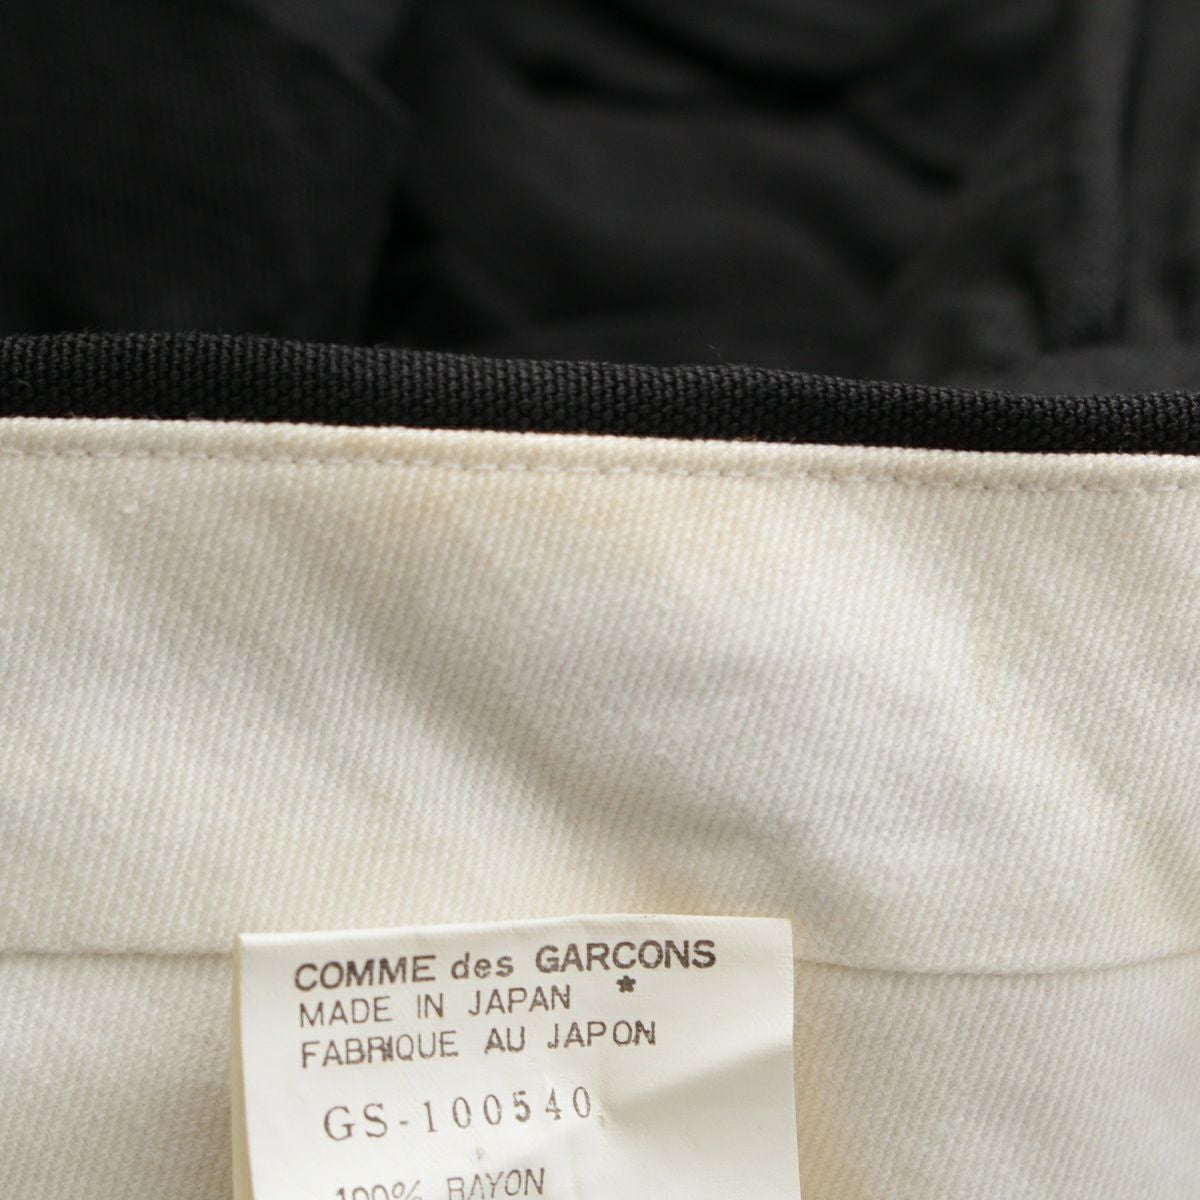 COMME des GARCONS
*
MADE IN JAPAN
FABRIQUE AU JAPON
GS-100540
100% RAYON